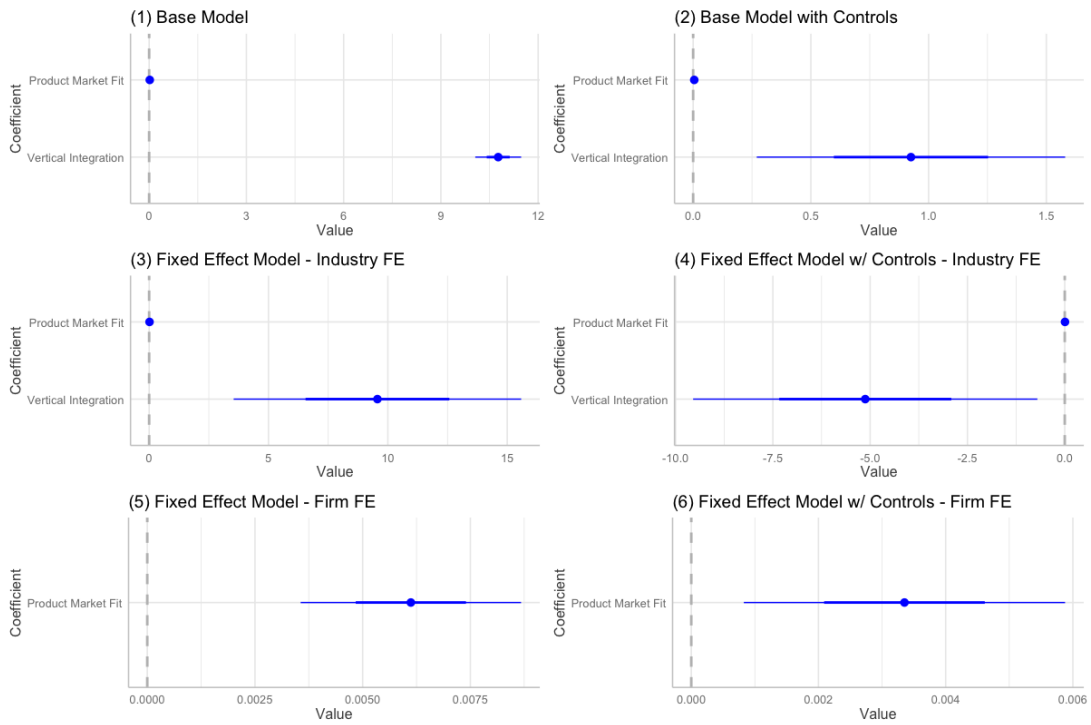 (1) Base Model
Coefficient
Product Market Fit
Vertical Integration
0 3 6 9 12
Value
(2) Base Model with Controls
Coefficient
Product Market Fit
Vertical Integration
0.0 0.5 1.0 1.5
Value
(3) Fixed Effect Model - Industry FE
Coefficient
Product Market Fit
Vertical Integration
0 5 10 15
Value
(4) Fixed Effect Model w/ Controls - Industry FE
Coefficient
Product Market Fit
Vertical Integration
-10.0 -7.5 -5.0 -2.5 0.0
Value
(5) Fixed Effect Model - Firm FE
Coefficient
Product Market Fit
0.0000 0.0025 0.0050 0.0075
Value
(6) Fixed Effect Model w/ Controls - Firm FE
Coefficient
Product Market Fit
0.000 0.002 0.004 0.006
Value